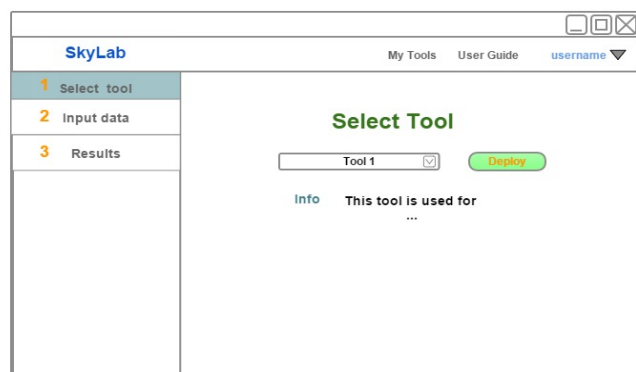 SkyLab
My Tools User Guide username
1 Select tool
2 Input data
3 Results
Select Tool
Tool 1
Deploy
Info This tool is used for
...